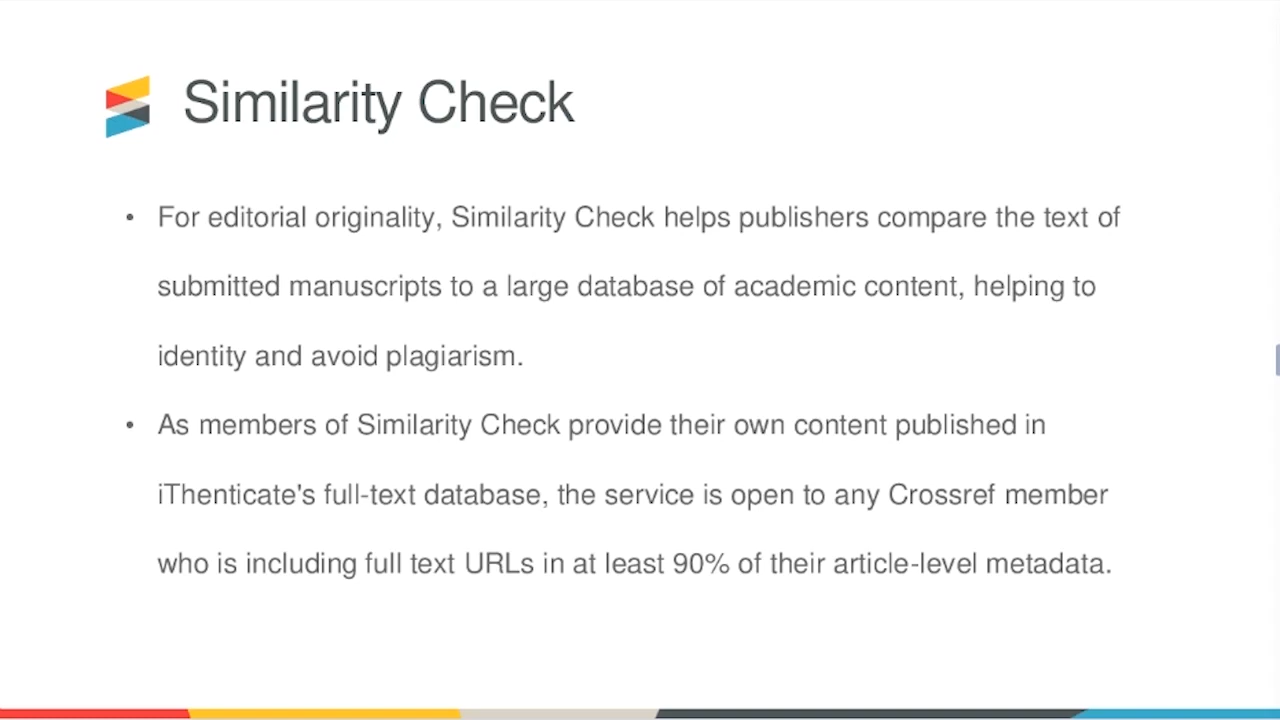 Similarity Check
• For editorial originality, Similarity Check helps publishers compare the text of
submitted manuscripts to a large database of academic content, helping to
identity and avoid plagiarism.
• As members of Similarity Check provide their own content published in
iThenticate's full-text database, the service is open to any Crossref member
who is including full text URLs in at least 90% of their article-level metadata.